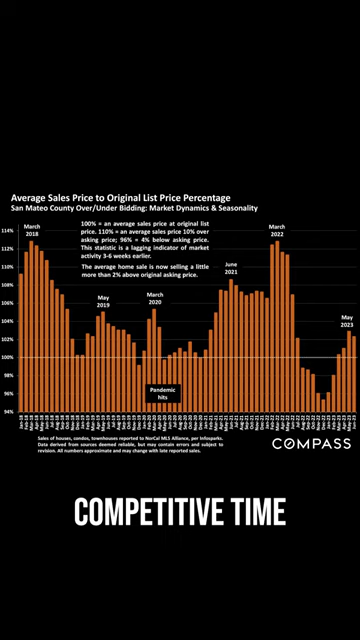 Average Sales Price to Original List Price Percentage
San Mateo County Over/Under Bidding: Market Dynamics & Seasonality
100% = an average sales price at original list
price. 110% = an average sales price 10% over
asking price; 96% = 4% below asking price.
This statistic is a lagging indicator of market
activity 3-6 weeks earlier.
The average home sale is now selling a little
more than 2% above original asking price.
March
2018
May
2019
March
2020
June
2021
March
2022
May
2023
Pandemic
hits
114%
112%
110%
108%
106%
104%
102%
100%
98%
96%
94%
Sales of houses, condos, townhouses reported to NorCal MLS Alliance, per Infosparks.
Data derived from sources deemed reliable, but may contain errors and subject to
revision. All numbers approximate and may change with late reported sales.
COMPASS
COMPETITIVE TIME